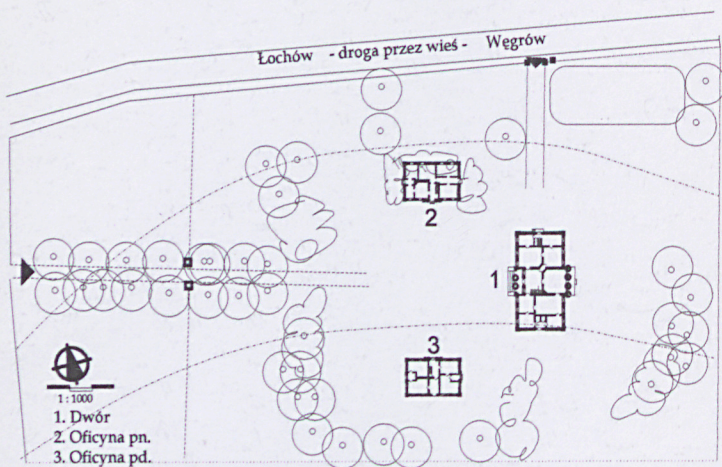 Łochów - droga przez wieś - Węgrów
2
1
3
1 : 1000
1. Dwór
2. Oficyna pn.
3. Oficyna pd.